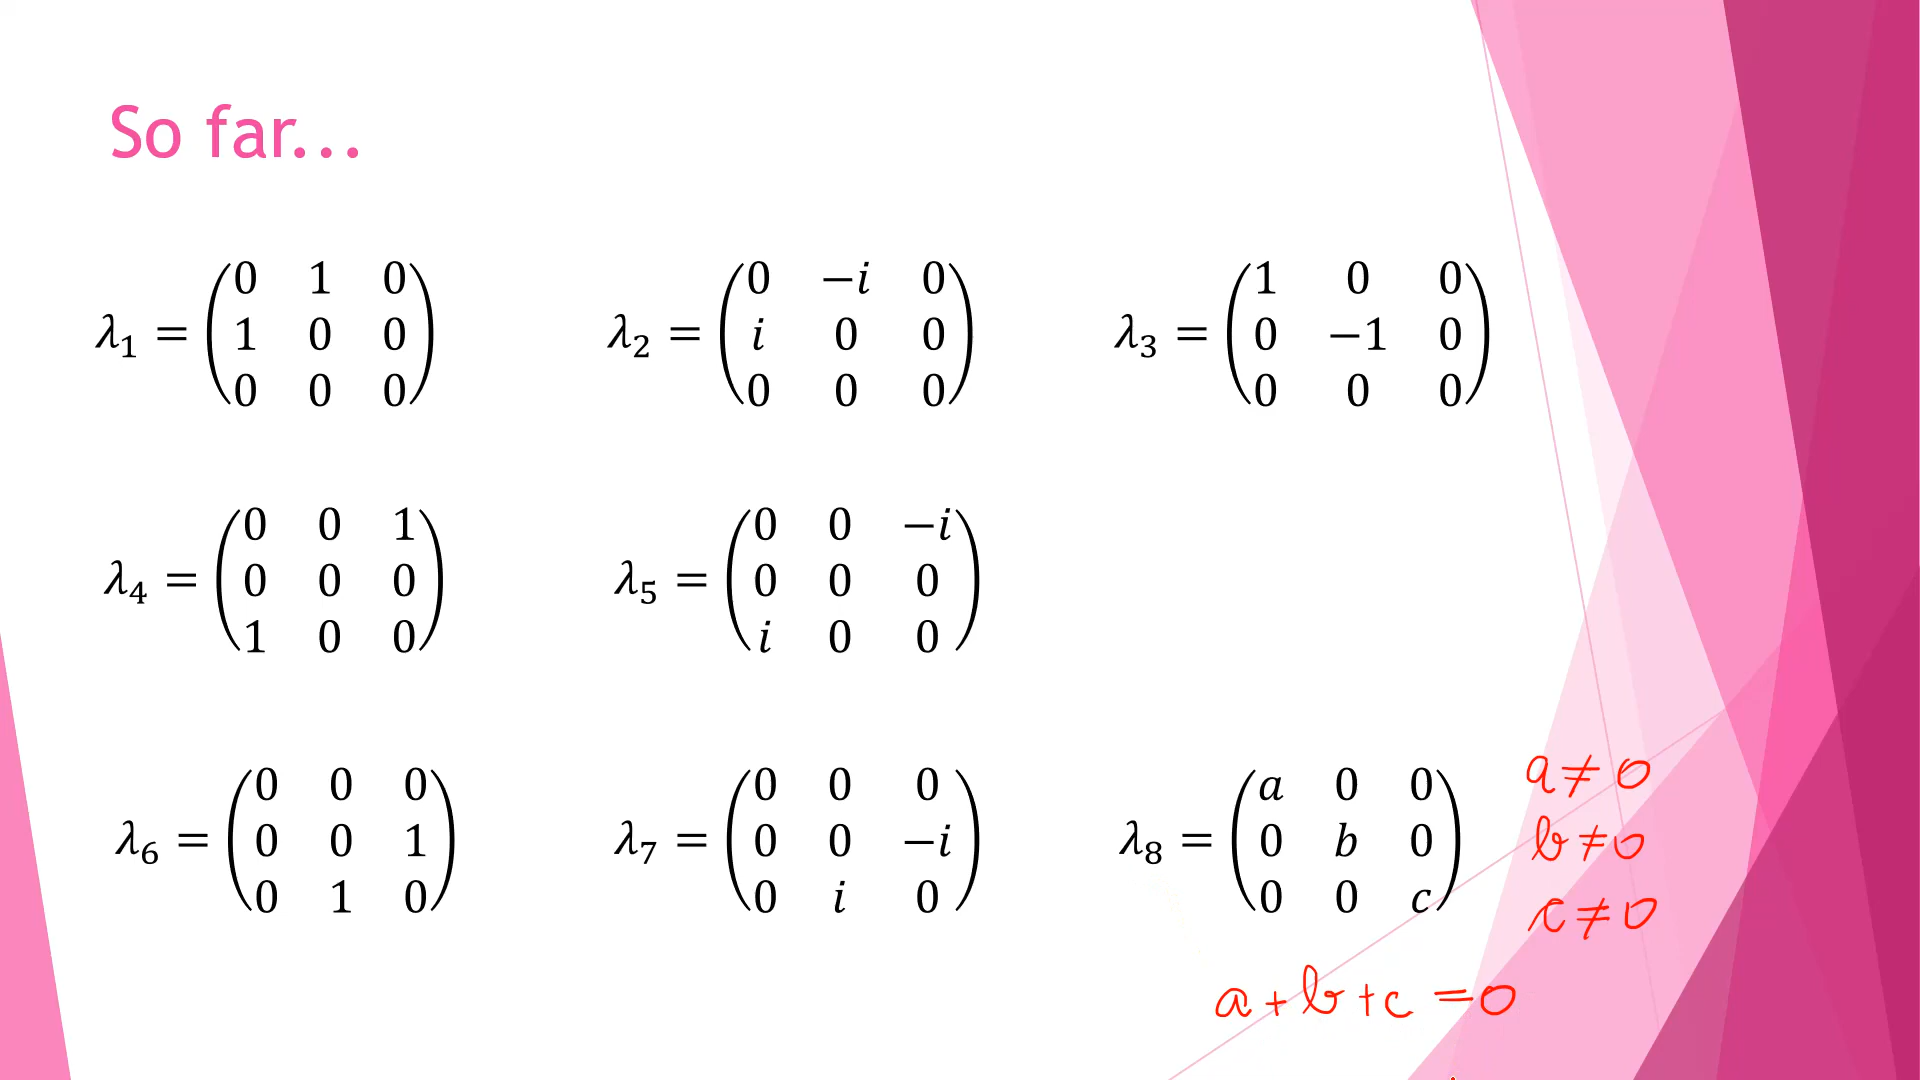 So far...
λ₁ = (0 1 0
1 0 0
0 0 0)
λ₂ = (0 −i 0
i 0 0
0 0 0)
λ₃ = (1 0 0
0 −1 0
0 0 0)
λ₄ = (0 0 1
0 0 0
1 0 0)
λ₅ = (0 0 −i
0 0 0
i 0 0)
λ₆ = (0 0 0
0 0 1
0 1 0)
λ₇ = (0 0 0
0 0 −i
0 i 0)
λ₈ = (a 0 0
0 b 0
0 0 c)
a ≠ 0
b ≠ 0
c ≠ 0
a + b + c = 0